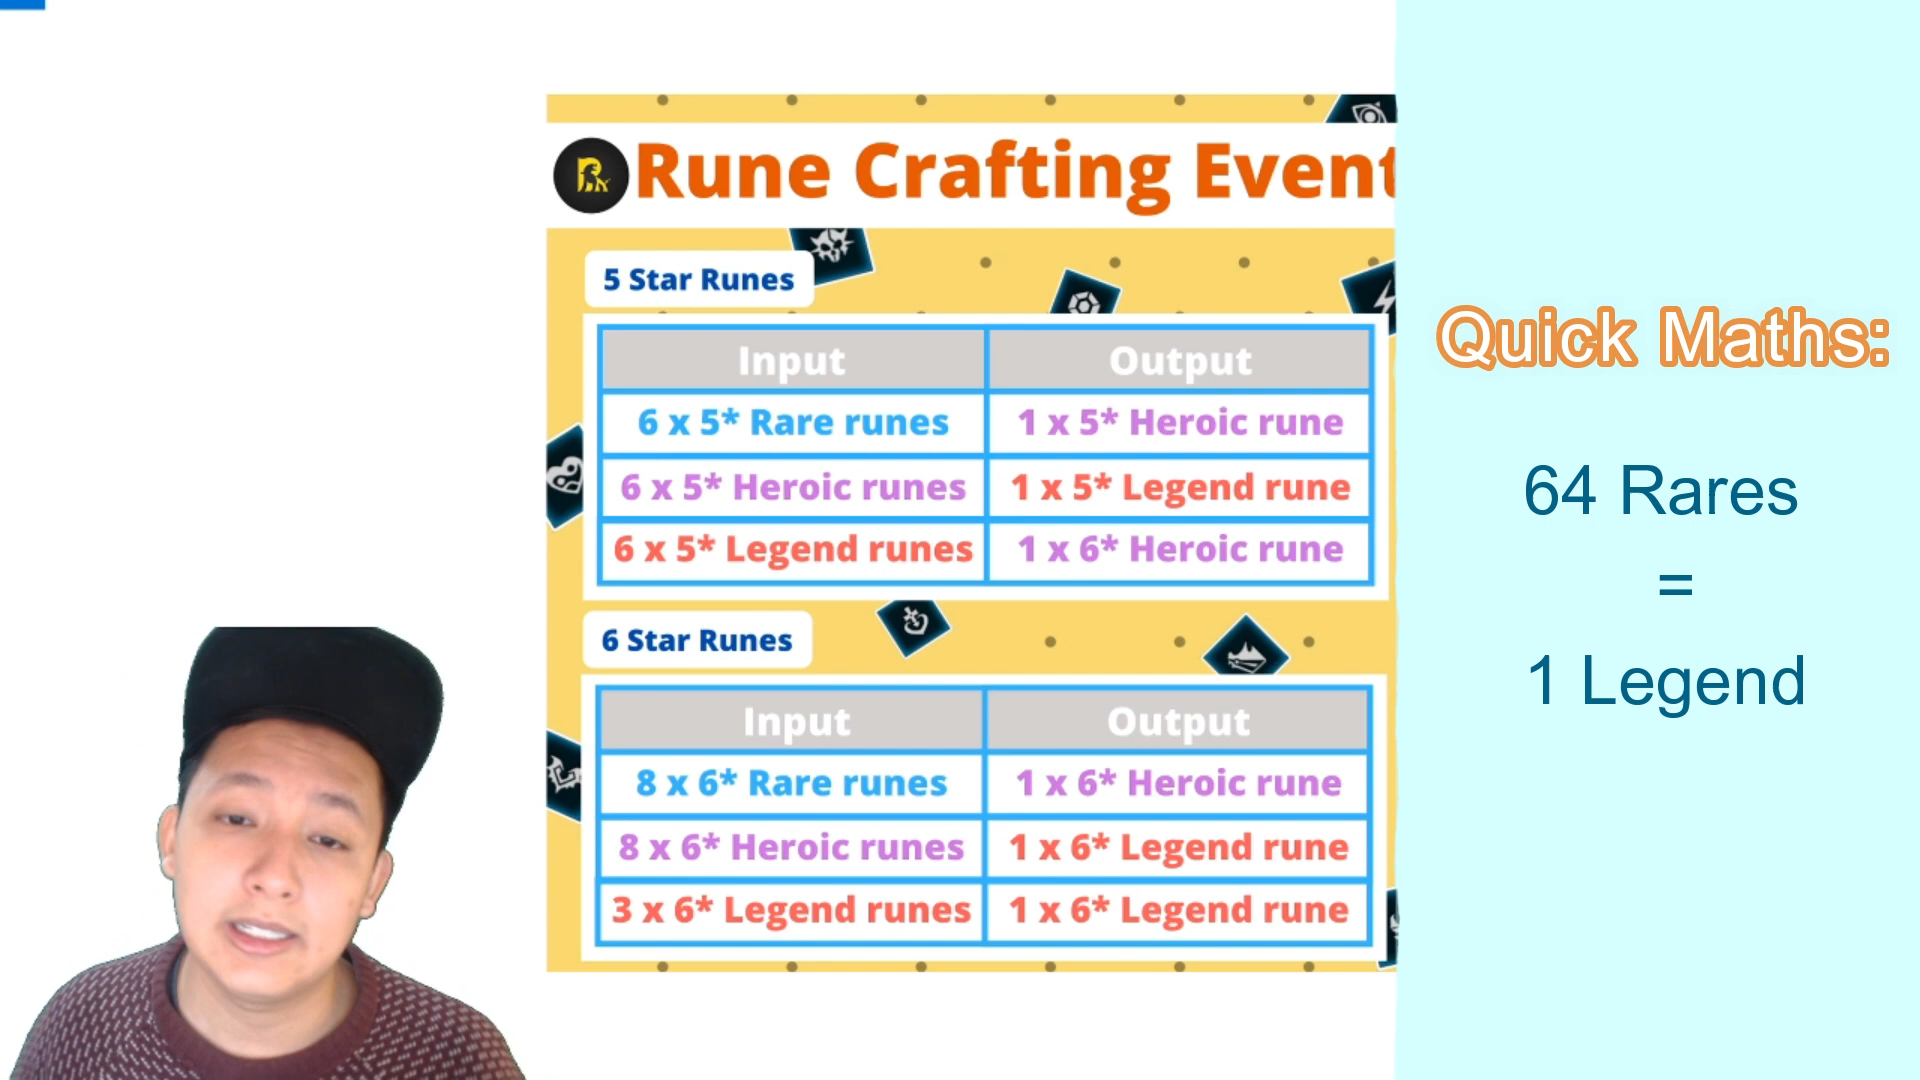 Rune Crafting Event
5 Star Runes
Input Output
6 x 5* Rare runes 1 x 5* Heroic rune
6 x 5* Heroic runes 1 x 5* Legend rune
6 x 5* Legend runes 1 x 6* Heroic rune
6 Star Runes
Input Output
8 x 6* Rare runes 1 x 6* Heroic rune
8 x 6* Heroic runes 1 x 6* Legend rune
3 x 6* Legend runes 1 x 6* Legend rune
Quick Maths:
64 Rares
=
1 Legend